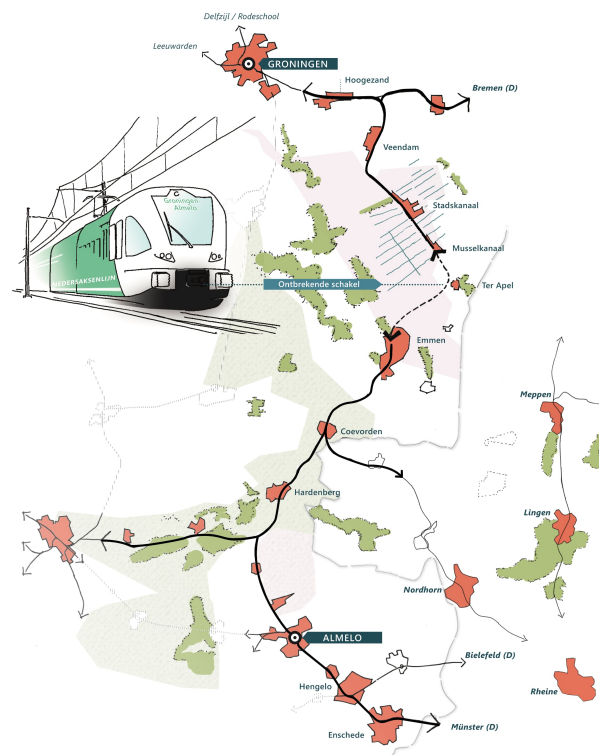 Delfzijl / Rodeschool
Leeuwarden
GRONINGEN
Hoogezand
Bremen (D)
Veendam
Groningen
Almelo
Stadskanaal
Musselkanaal
NEDERSAKSENLIJN
Ontbrekende schakel
Ter Apel
Emmen
Meppen
Coevorden
Hardenberg
Lingen
Nordhorn
ALMELO
Bielefeld (D)
Hengelo
Rheine
Enschede
Münster (D)